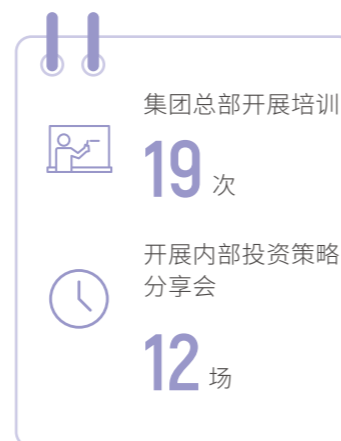 集团总部开展培训
19 次
开展内部投资策略
分享会
12 场